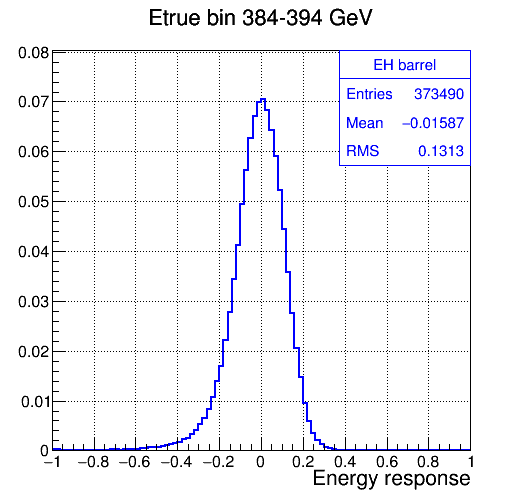 Etrue bin 384-394 GeV
EH barrel
Entries 373490
Mean −0.01587
RMS 0.1313
0.08
0.07
0.06
0.05
0.04
0.03
0.02
0.01
0
−1 −0.8 −0.6 −0.4 −0.2 0 0.2 0.4 0.6 0.8 1
Energy response